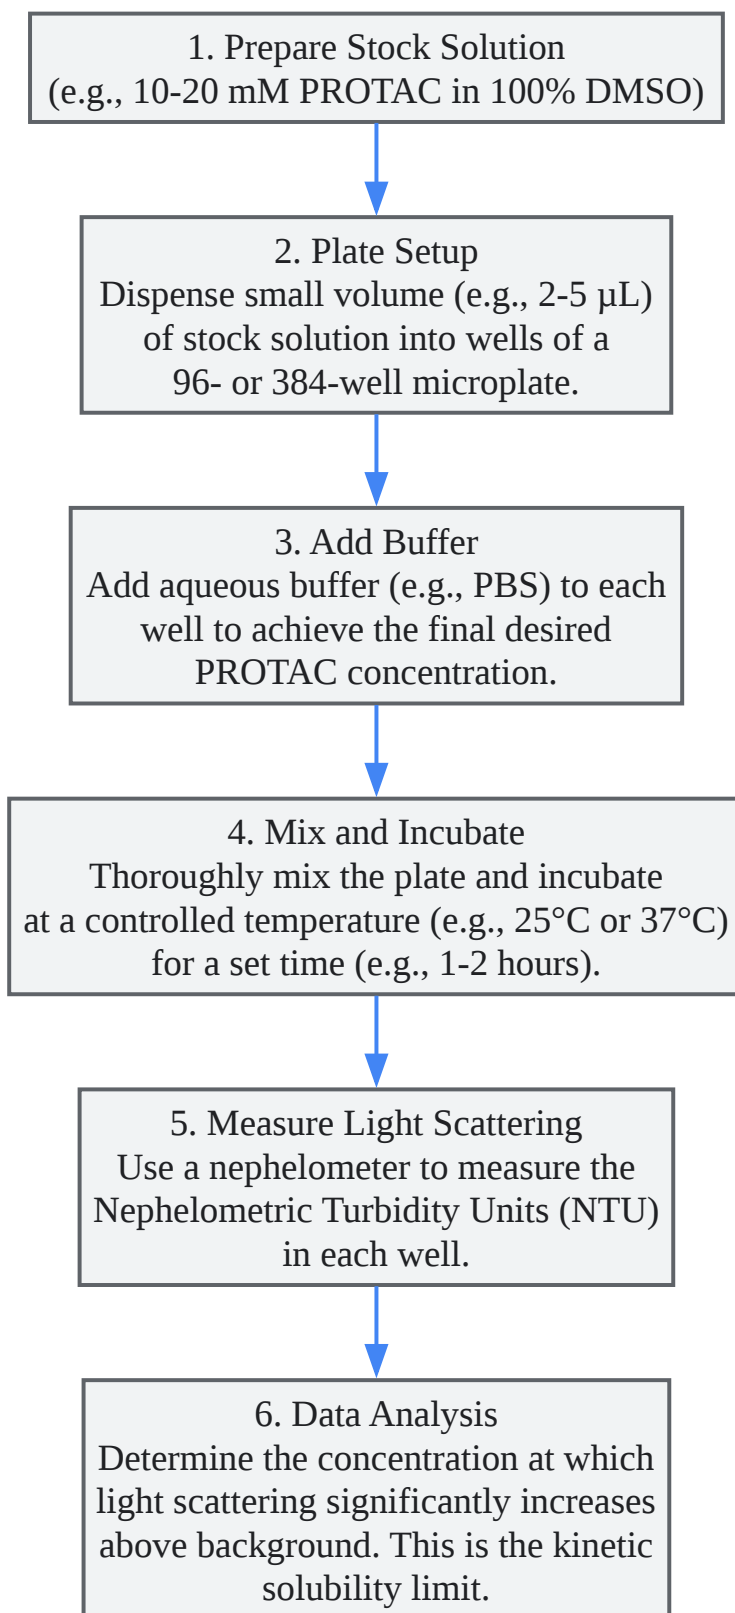 1. Prepare Stock Solution
(e.g., 10-20 mM PROTAC in 100% DMSO)
2. Plate Setup
Dispense small volume (e.g., 2-5 µL)
of stock solution into wells of a
96- or 384-well microplate.
3. Add Buffer
Add aqueous buffer (e.g., PBS) to each
well to achieve the final desired
PROTAC concentration.
4. Mix and Incubate
Thoroughly mix the plate and incubate
at a controlled temperature (e.g., 25°C or 37°C)
for a set time (e.g., 1-2 hours).
5. Measure Light Scattering
Use a nephelometer to measure the
Nephelometric Turbidity Units (NTU)
in each well.
6. Data Analysis
Determine the concentration at which
light scattering significantly increases
above background. This is the kinetic
solubility limit.